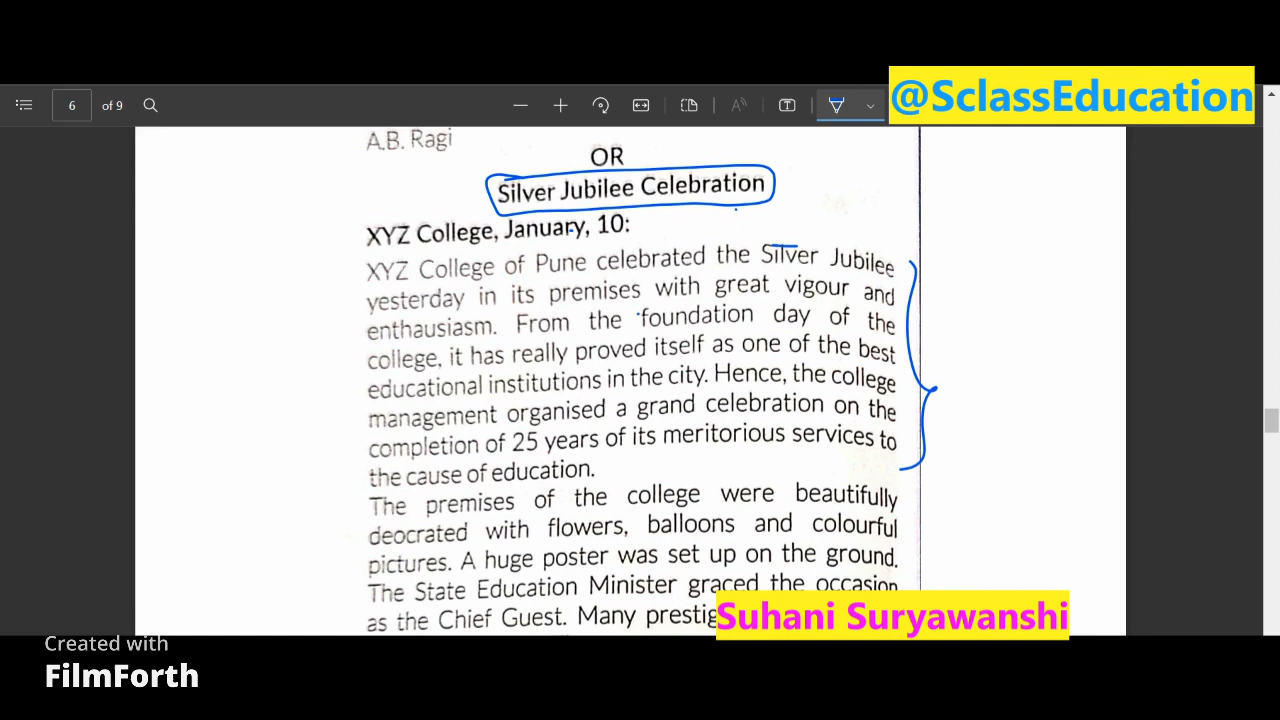 6 of 9
@SclassEducation
A.B. Ragi
OR
Silver Jubilee Celebration
XYZ College, January, 10:
XYZ College of Pune celebrated the Silver Jubilee
yesterday in its premises with great vigour and
enthausiasm. From the foundation day of the
college, it has really proved itself as one of the best
educational institutions in the city. Hence, the college
management organised a grand celebration on the
completion of 25 years of its meritorious services to
the cause of education.
The premises of the college were beautifully
deocrated with flowers, balloons and colourful
pictures. A huge poster was set up on the ground.
The State Education Minister graced the occasion
as the Chief Guest. Many
Suhani Suryawanshi
Created with
FilmForth